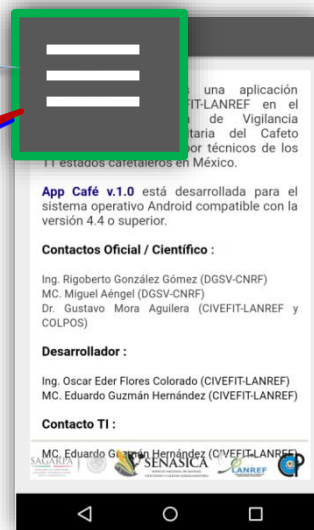 una aplicación
FIT-LANREF en el
de Vigilancia
taria del Cafeto
por técnicos de los
11 estados cafetaleros en México.
App Café v.1.0 está desarrollada para el
sistema operativo Android compatible con la
versión 4.4 o superior.
Contactos Oficial / Científico :
Ing. Rigoberto González Gómez (DGSV-CNRF)
MC. Miguel Aéngel (DGSV-CNRF)
Dr. Gustavo Mora Aguilera (CIVEFIT-LANREF y
COLPOS)
Desarrollador :
Ing. Oscar Eder Flores Colorado (CIVEFIT-LANREF)
MC. Eduardo Guzmán Hernández (CIVEFIT-LANREF)
Contacto TI :
MC. Eduardo Guzmán Hernández (CIVEFIT-LANREF)
SAGARPA SENASICA LANREF